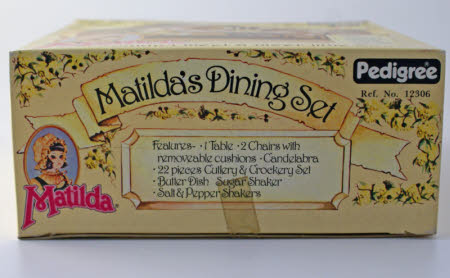 Matilda's Dining Set
Pedigree
Ref. No. 12306
Features- ·1 Table ·2 Chairs with
removeable cushions ·Candelabra
·22 pieces Cutlery & Crockery Set
·Butter Dish Sugar Shaker
·Salt & Pepper Shakers
Matilda